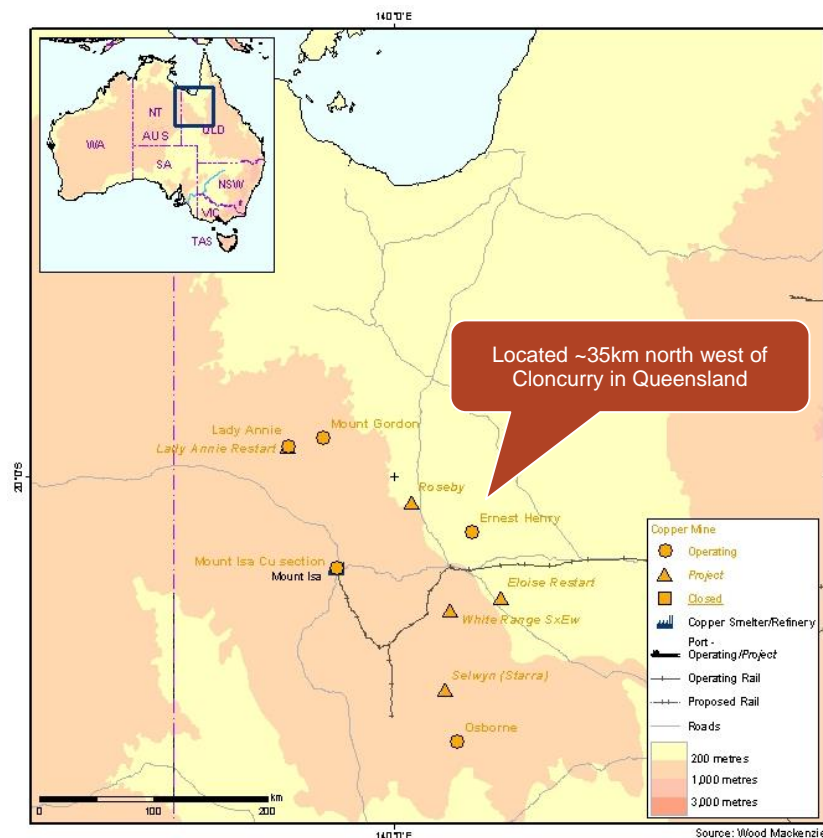 140°0'E
NT
QLD
AUS
WA
SA
NSW
VIC
TAS
Located ~35km north west of
Cloncurry in Queensland
Lady Annie
Mount Gordon
Lady Annie Restart
20°0'S
Roseby
Ernest Henry
Mount Isa Cu section
Mount Isa
Eloise Restart
White Range SxEw
Selwyn (Starra)
Osborne
Copper Mine
Operating
Project
Closed
Copper Smelter/Refinery
Port -
Operating/Project
Operating Rail
Proposed Rail
Roads
200 metres
1,000 metres
3,000 metres
km
0 100 200
140°0'E
Source: Wood Mackenzie